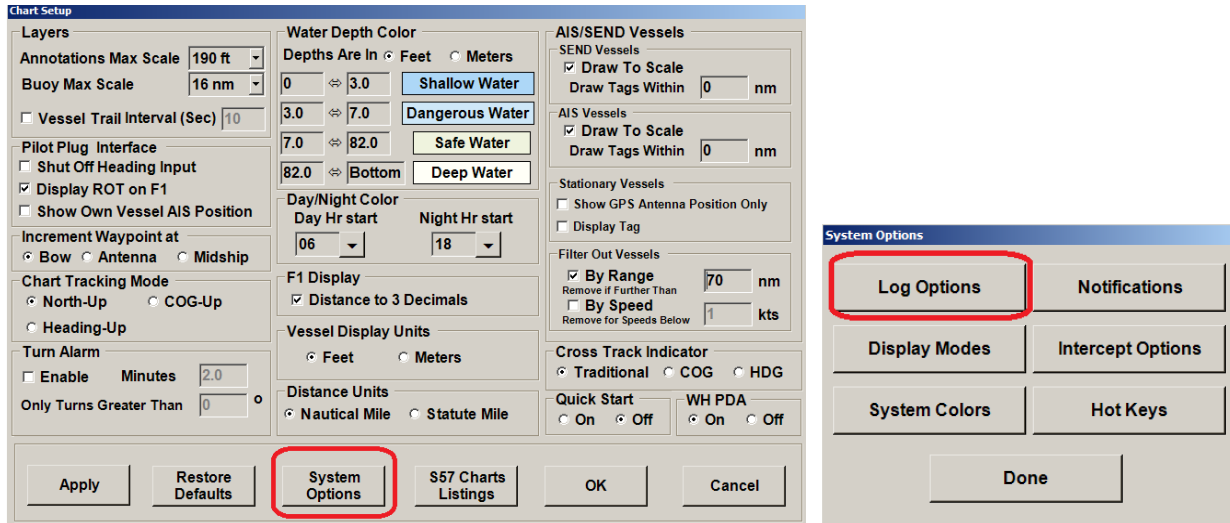 Chart Setup
Layers
Annotations Max Scale 190 ft
Buoy Max Scale 16 nm
Vessel Trail Interval (Sec) 10
Pilot Plug Interface
Shut Off Heading Input
Display ROT on F1
Show Own Vessel AIS Position
Increment Waypoint at
Bow Antenna Midship
Chart Tracking Mode
North-Up COG-Up
Heading-Up
Turn Alarm
Enable Minutes 2.0
Only Turns Greater Than 0 °
Water Depth Color
Depths Are In Feet Meters
0 ⇔ 3.0 Shallow Water
3.0 ⇔ 7.0 Dangerous Water
7.0 ⇔ 82.0 Safe Water
82.0 ⇔ Bottom Deep Water
Day/Night Color
Day Hr start Night Hr start
06 18
F1 Display
Distance to 3 Decimals
Vessel Display Units
Feet Meters
Distance Units
Nautical Mile Statute Mile
AIS/SEND Vessels
SEND Vessels
Draw To Scale
Draw Tags Within 0 nm
AIS Vessels
Draw To Scale
Draw Tags Within 0 nm
Stationary Vessels
Show GPS Antenna Position Only
Display Tag
Filter Out Vessels
By Range 70 nm
Remove if Further Than
By Speed 1 kts
Remove for Speeds Below
Cross Track Indicator
Traditional COG HDG
Quick Start WH PDA
On Off On Off
Apply
Restore
Defaults
System
Options
S57 Charts
Listings
OK
Cancel
System Options
Log Options Notifications
Display Modes Intercept Options
System Colors Hot Keys
Done